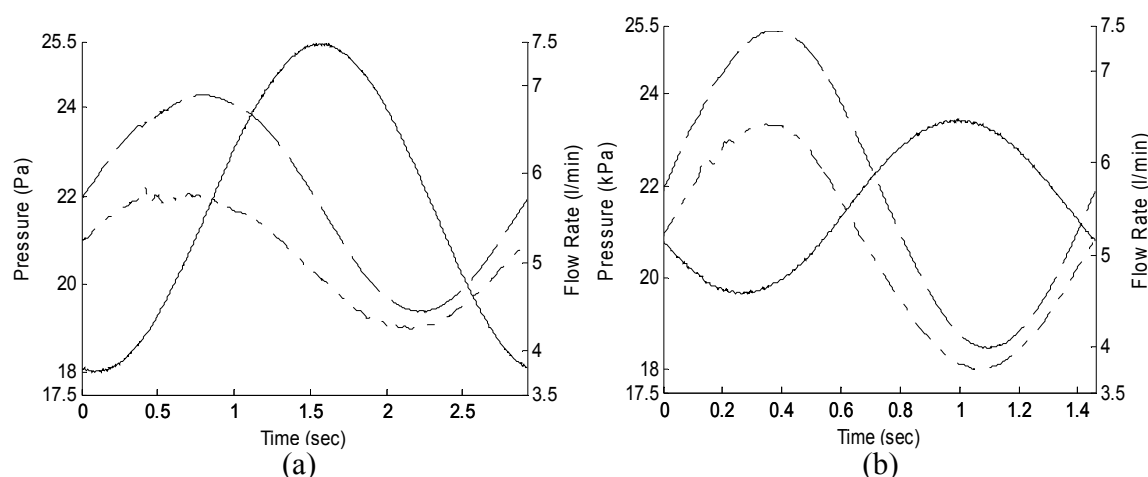 25.5
24
22
20
18
17.5
Pressure (Pa)
7.5
7
6
5
4
3.5
Flow Rate (l/min)
0 0.5 1 1.5 2 2.5
Time (sec)
(a)
25.5
24
22
20
18
17.5
Pressure (kPa)
7.5
7
6
5
4
3.5
Flow Rate (l/min)
0 0.2 0.4 0.6 0.8 1 1.2 1.4
Time (sec)
(b)